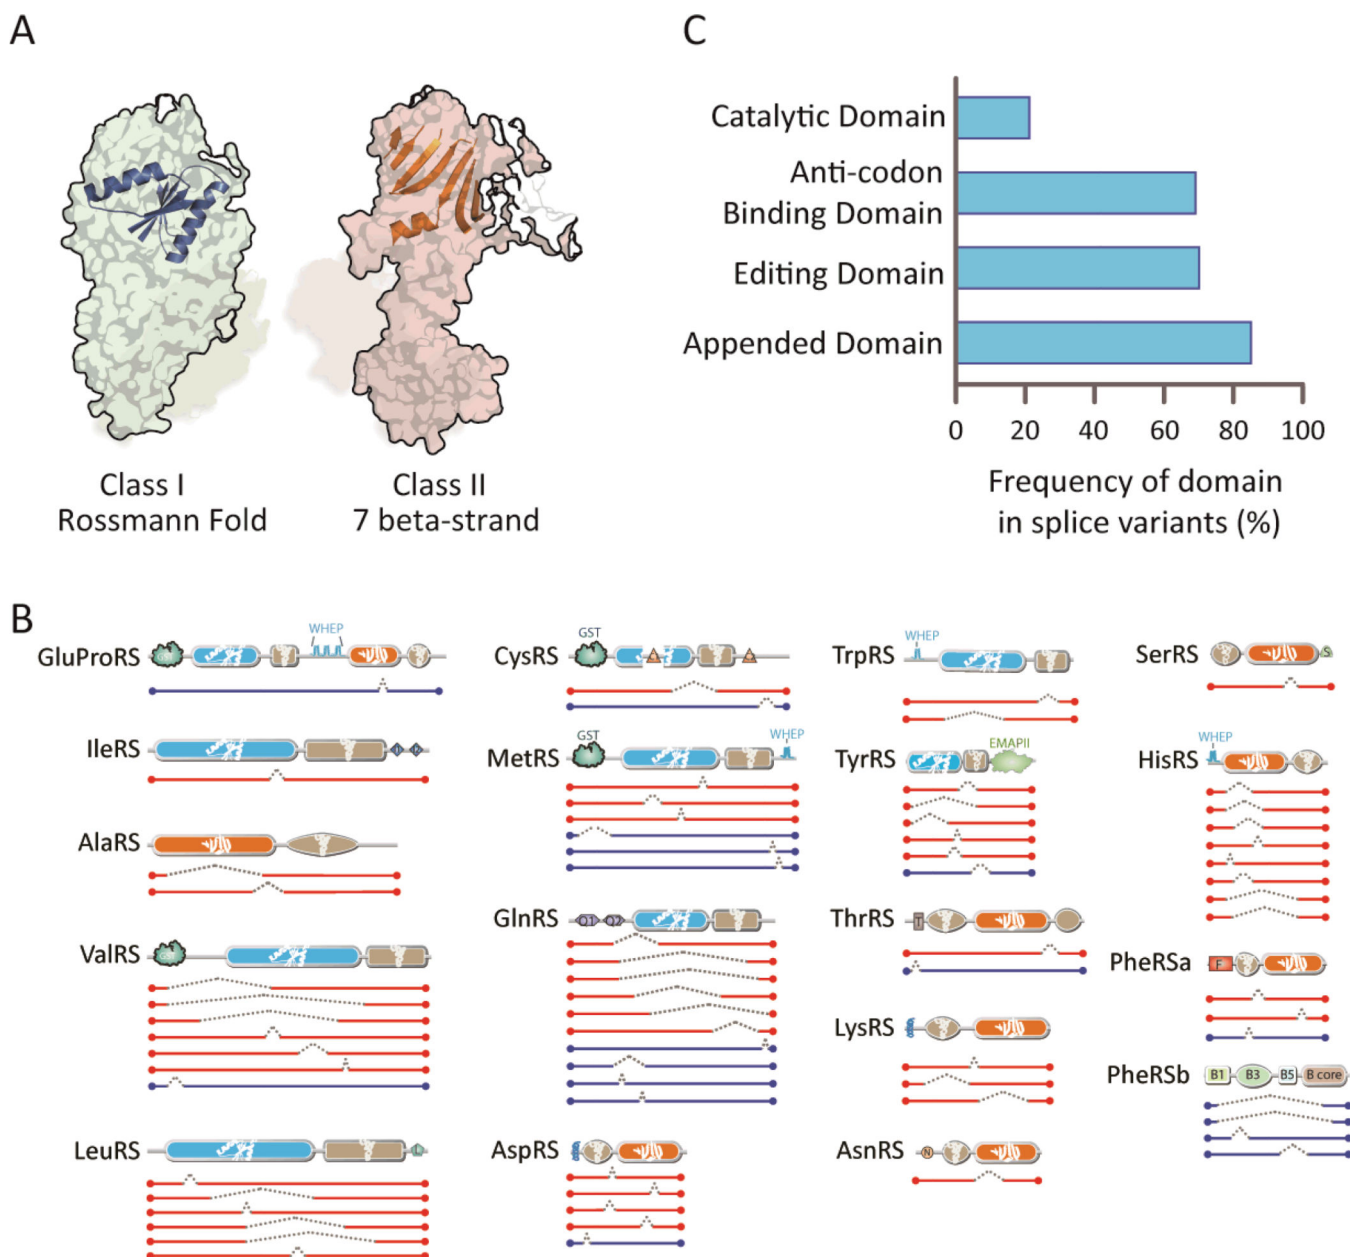 A
Class I
Rossmann Fold
Class II
7 beta-strand
C
Catalytic Domain
Anti-codon
Binding Domain
Editing Domain
Appended Domain
0 20 40 60 80 100
Frequency of domain
in splice variants (%)
B
GluProRS
WHEP
IleRS
AlaRS
ValRS
LeuRS
L
CysRS
GST
MetRS
GST
WHEP
GlnRS
Q1 Q2
AspRS
TrpRS
WHEP
TyrRS
EMAPII
ThrRS
T
LysRS
AsnRS
N
SerRS
S
HisRS
WHEP
PheRSa
F
PheRSb
B1 B3 B5 B core